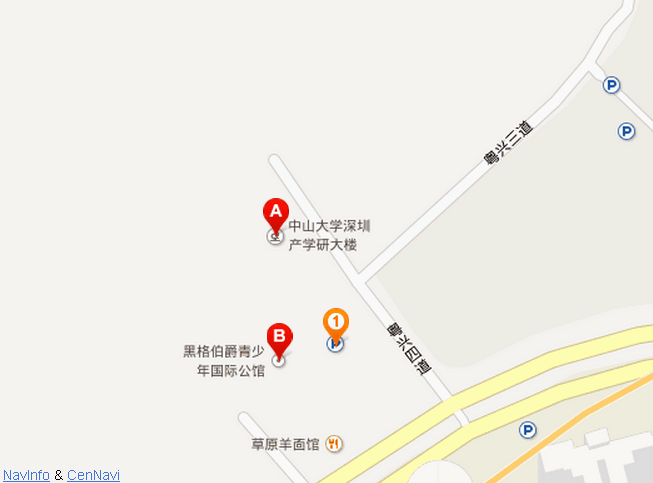 P
P
粤兴三道
A
中山大学深圳
产学研大楼
1
P
B
粤兴四道
黑格伯爵青少
年国际公馆
P
草原羊面馆
NavInfo & CenNavi